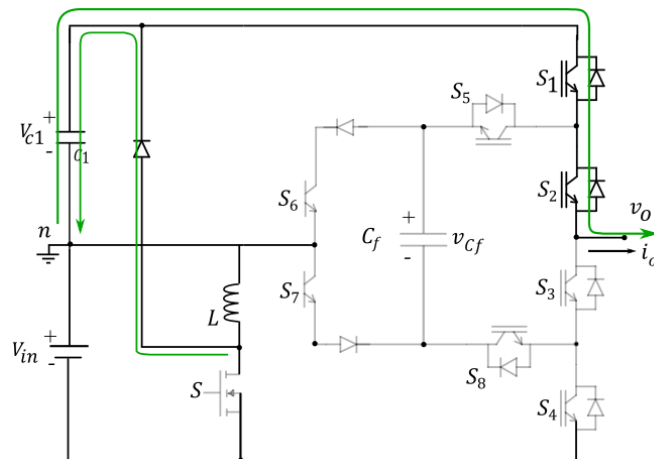 S1
S5
+
Vc1
-
C1
S6
S2
+
Cf
vCf
-
vo
n
io
S7
S3
L
+
Vin
-
S
S8
S4